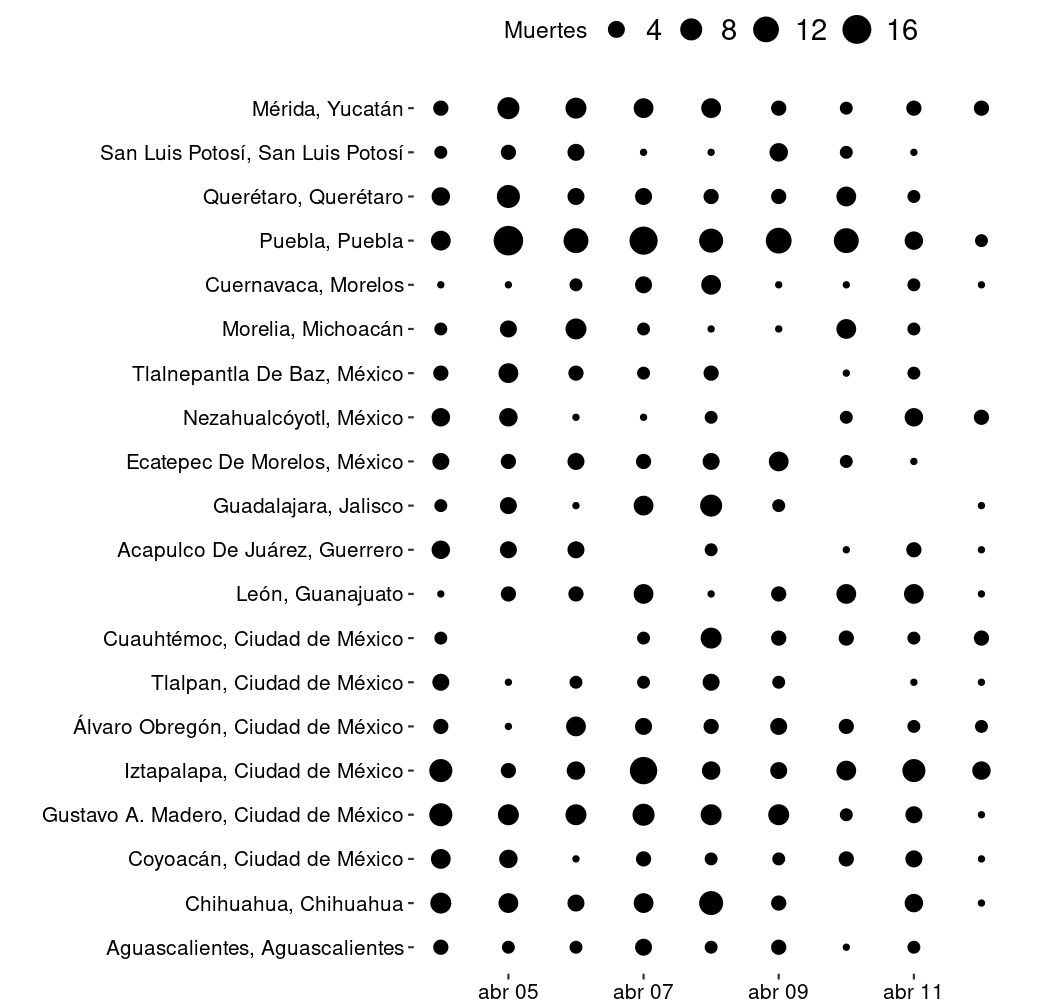 Muertes 4 8 12 16
Mérida, Yucatán
San Luis Potosí, San Luis Potosí
Querétaro, Querétaro
Puebla, Puebla
Cuernavaca, Morelos
Morelia, Michoacán
Tlalnepantla De Baz, México
Nezahualcóyotl, México
Ecatepec De Morelos, México
Guadalajara, Jalisco
Acapulco De Juárez, Guerrero
León, Guanajuato
Cuauhtémoc, Ciudad de México
Tlalpan, Ciudad de México
Álvaro Obregón, Ciudad de México
Iztapalapa, Ciudad de México
Gustavo A. Madero, Ciudad de México
Coyoacán, Ciudad de México
Chihuahua, Chihuahua
Aguascalientes, Aguascalientes
abr 05 abr 07 abr 09 abr 11